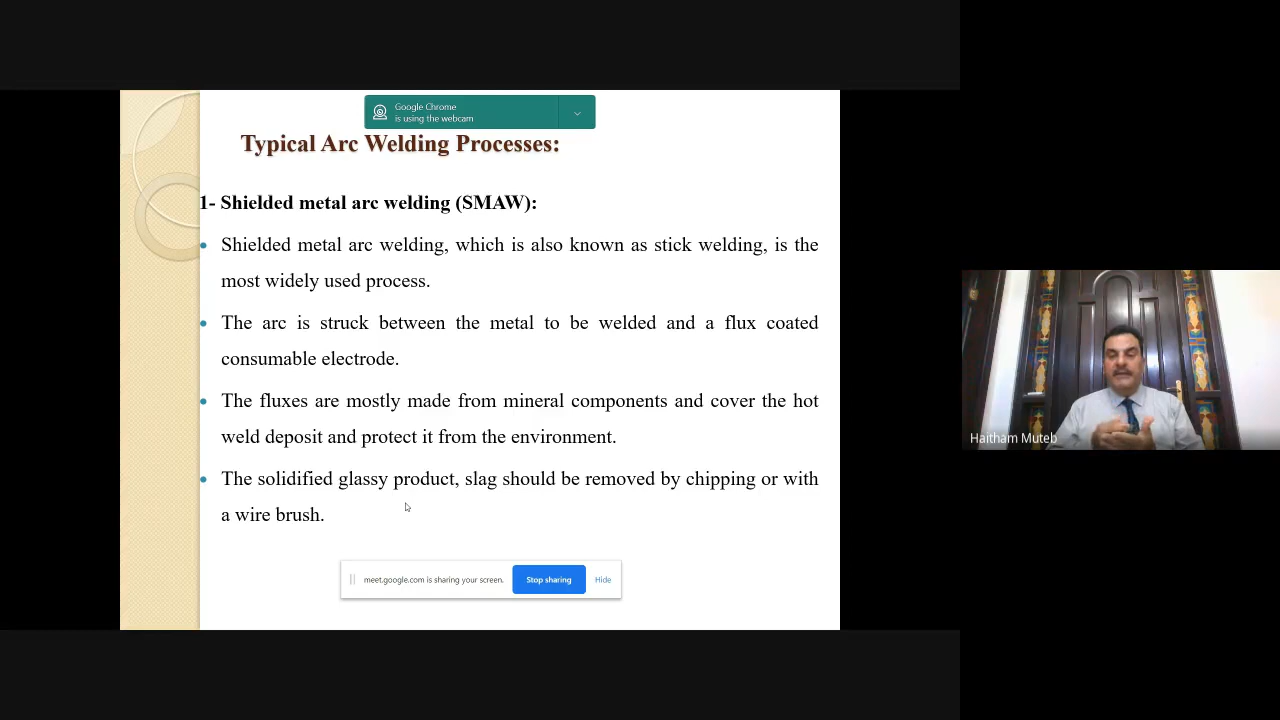 Google Chrome
is using the webcam
Typical Arc Welding Processes:
1- Shielded metal arc welding (SMAW):
• Shielded metal arc welding, which is also known as stick welding, is the
most widely used process.
• The arc is struck between the metal to be welded and a flux coated
consumable electrode.
• The fluxes are mostly made from mineral components and cover the hot
weld deposit and protect it from the environment.
• The solidified glassy product, slag should be removed by chipping or with
a wire brush.
meet.google.com is sharing your screen. Stop sharing Hide
Haitham Muteb